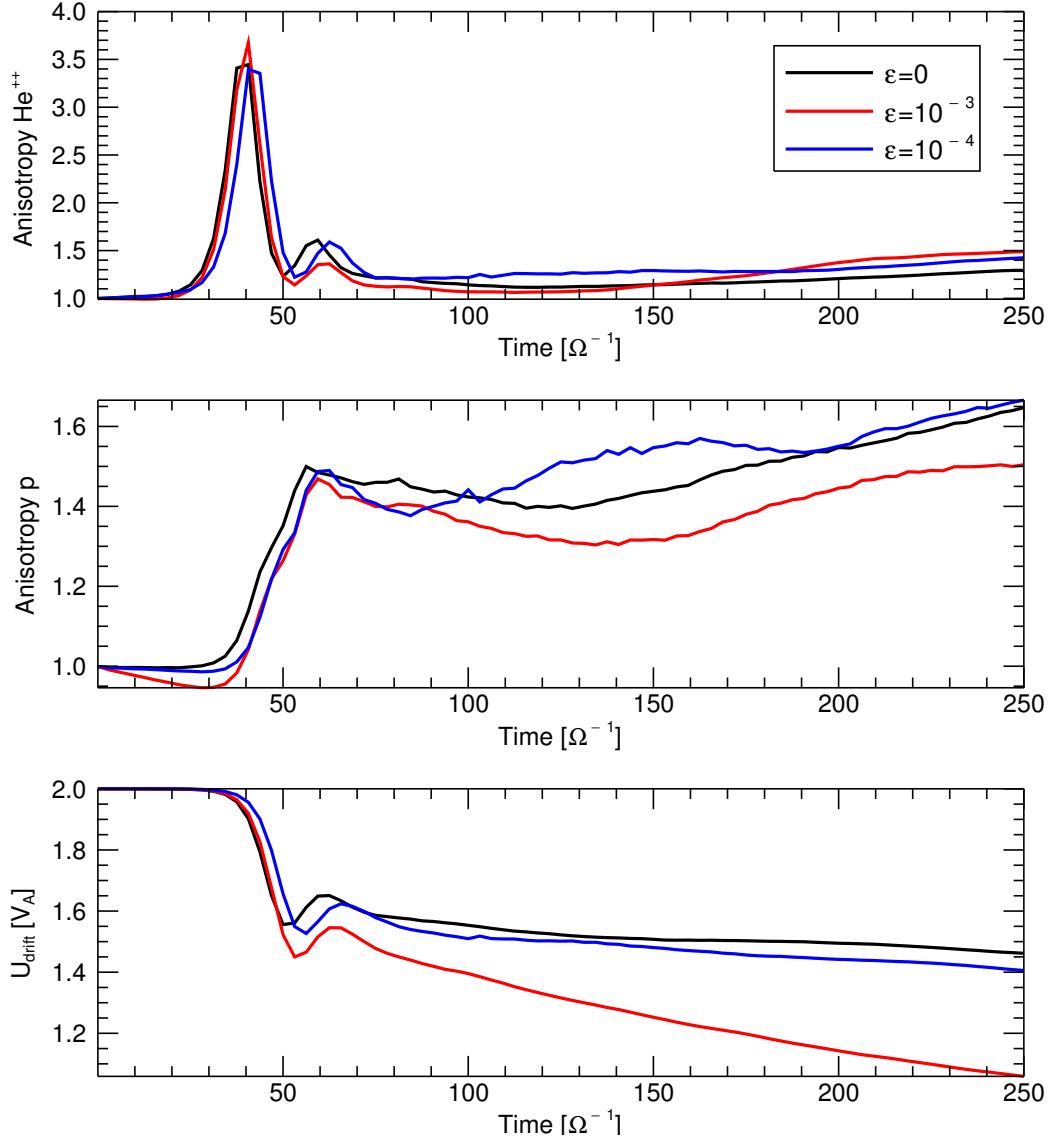 4.0
3.5
3.0
2.5
2.0
1.5
1.0
Anisotropy He⁺⁺
ε=0
ε=10⁻³
ε=10⁻⁴
50 100 150 200 250
Time [Ω⁻¹]
1.6
1.4
1.2
1.0
Anisotropy p
50 100 150 200 250
Time [Ω⁻¹]
2.0
1.8
1.6
1.4
1.2
U_drift [V_A]
50 100 150 200 250
Time [Ω⁻¹]